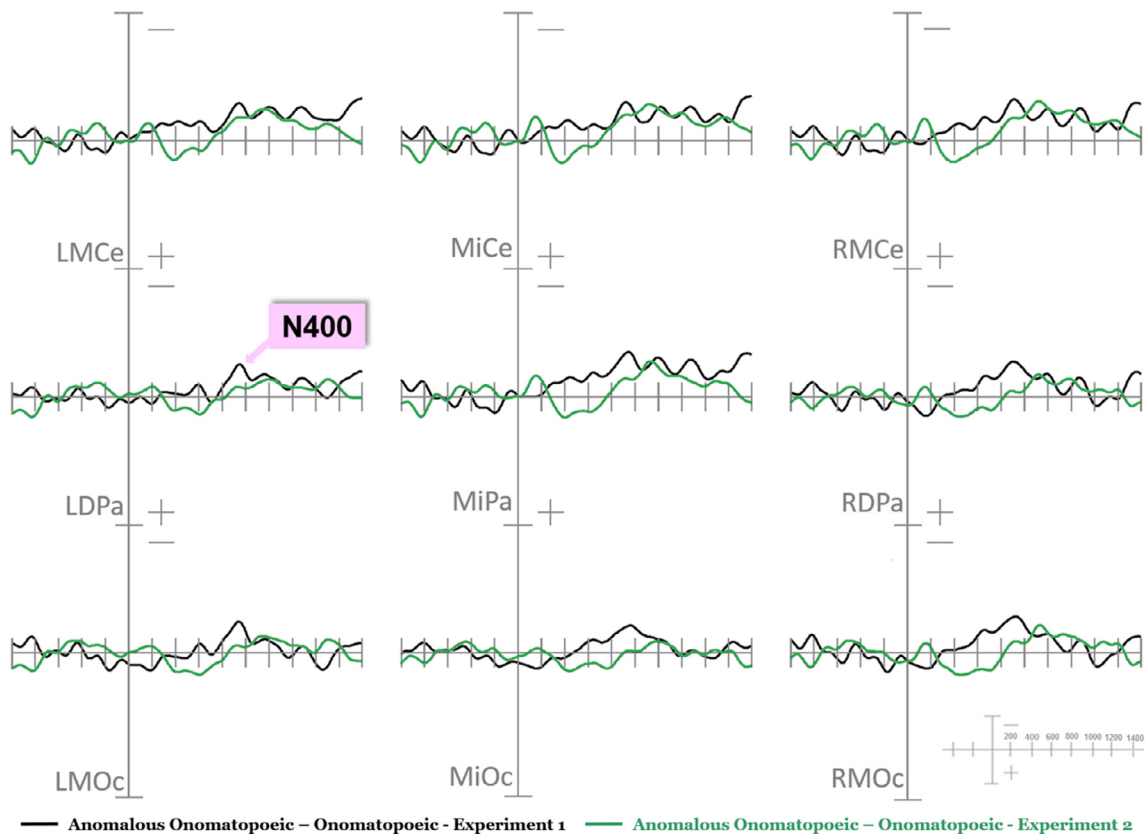 — — —
LMCe + MiCe + RMCe +
— — —
N400
LDPa + MiPa + RDPa +
—  —
LMOc MiOc RMOc
—
200 400 600 800 1000 1200 1400
+
Anomalous Onomatopoeic – Onomatopoeic - Experiment 1 Anomalous Onomatopoeic – Onomatopoeic - Experiment 2